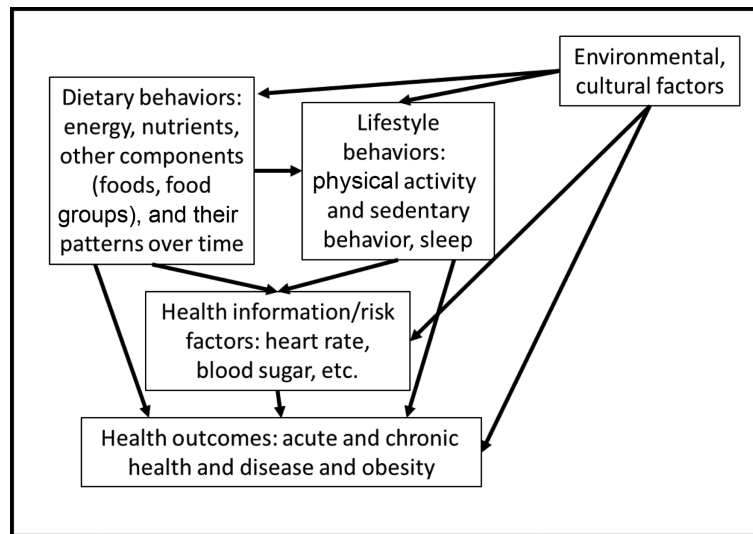 Environmental,
cultural factors
Dietary behaviors:
energy, nutrients,
other components
(foods, food
groups), and their
patterns over time
Lifestyle
behaviors:
physical activity
and sedentary
behavior, sleep
Health information/risk
factors: heart rate,
blood sugar, etc.
Health outcomes: acute and chronic
health and disease and obesity